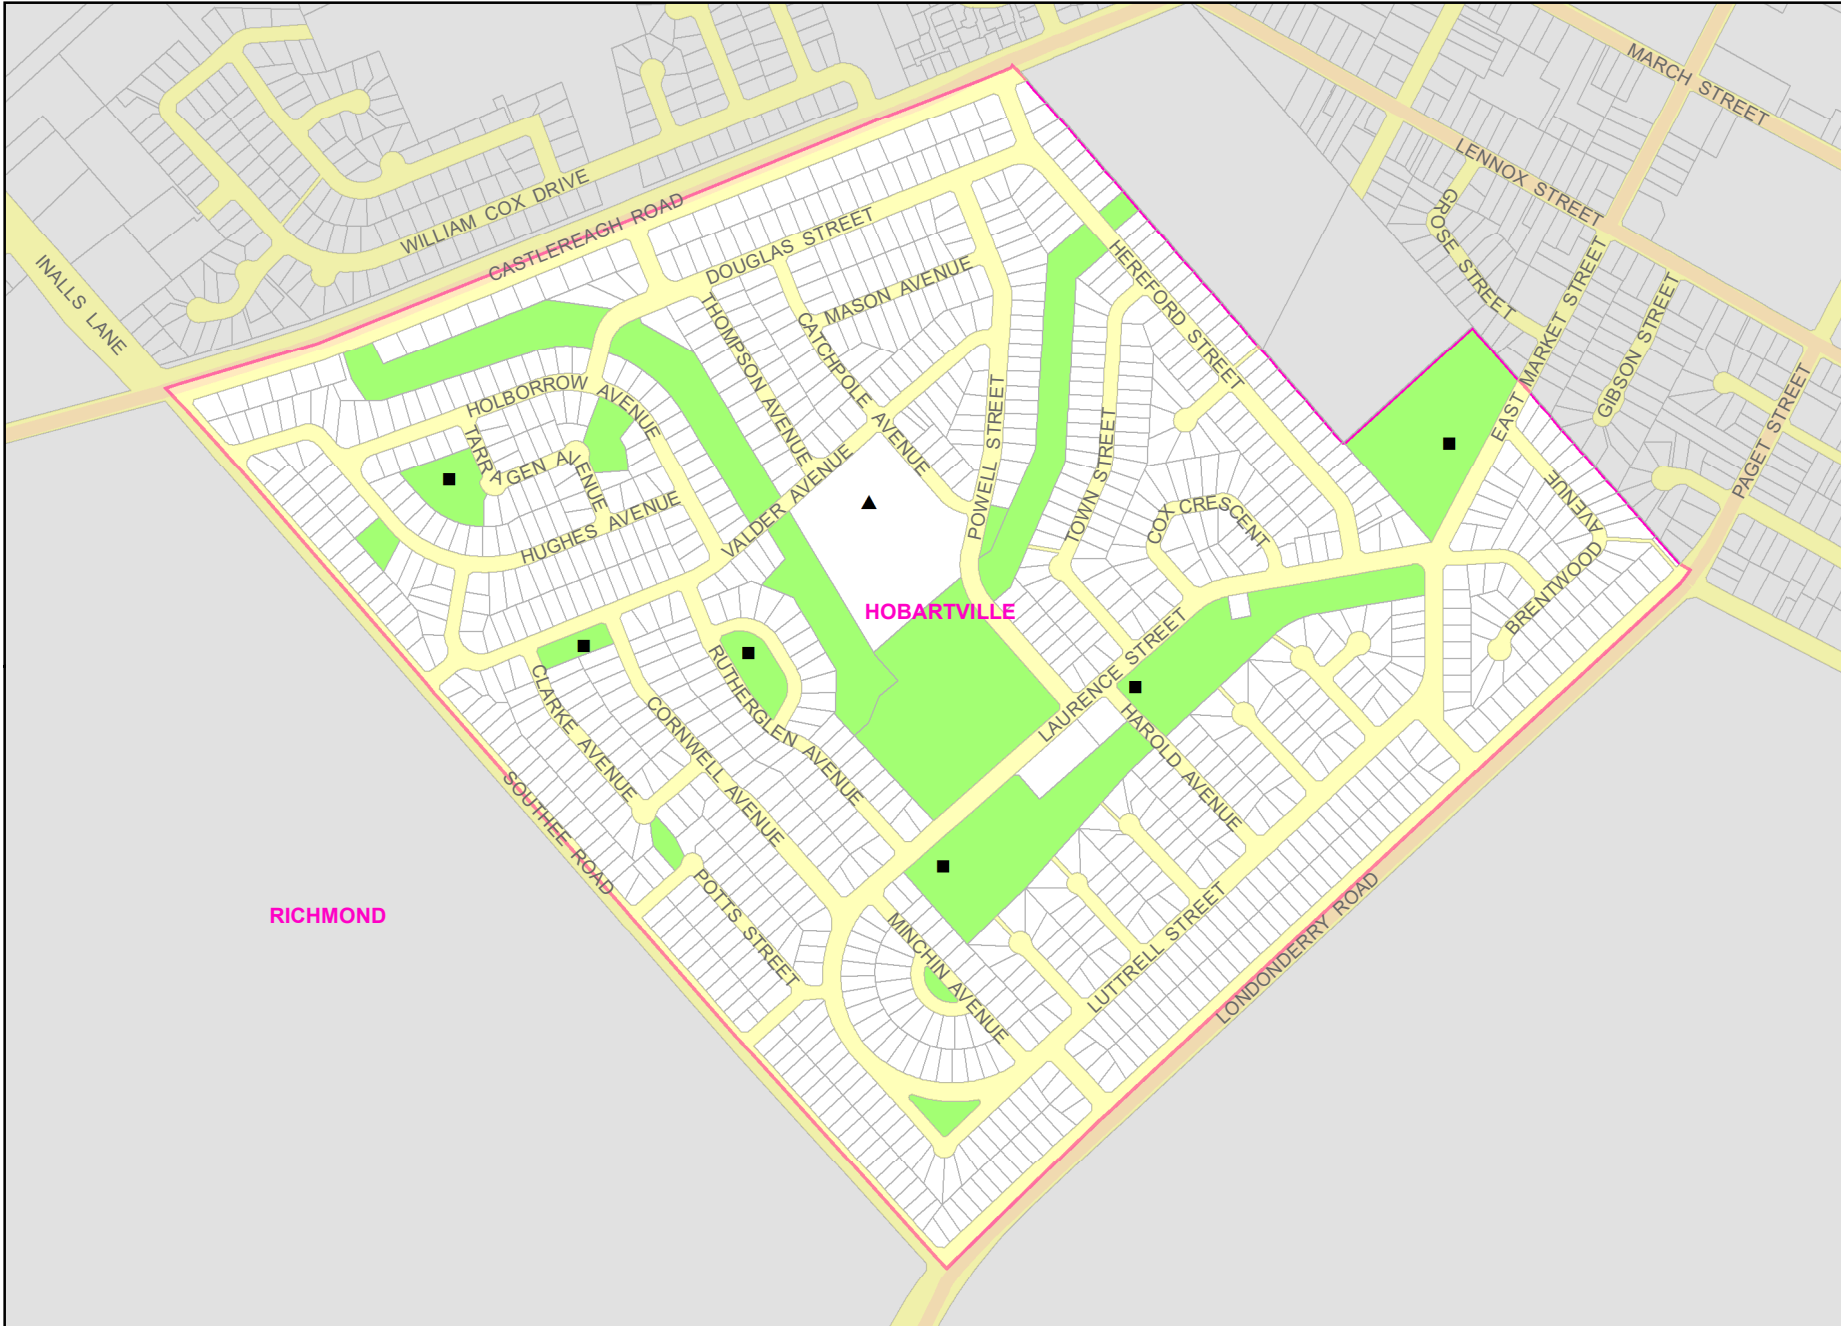 MARCH STREET
LENNOX STREET
GROSE STREET
EAST MARKET STREET
GIBSON STREET
PAGET STREET
WILLIAM COX DRIVE
CASTLEREAGH ROAD
INALLS LANE
DOUGLAS STREET
MASON AVENUE
HEREFORD STREET
THOMPSON AVENUE
CATCHPOLE AVENUE
HOLBORROW AVENUE
TARRAGEN AVENUE
HUGHES AVENUE
VALDER AVENUE
POWELL STREET
TOWN STREET
COX CRESCENT
BRENTWOOD AVENUE
HOBARTVILLE
LAURENCE STREET
RUTHERGLEN AVENUE
CLARKE AVENUE
CORNWELL AVENUE
HAROLD AVENUE
SOUTHEE ROAD
POTTS STREET
MINCHIN AVENUE
LUTTRELL STREET
LONDONDERRY ROAD
RICHMOND